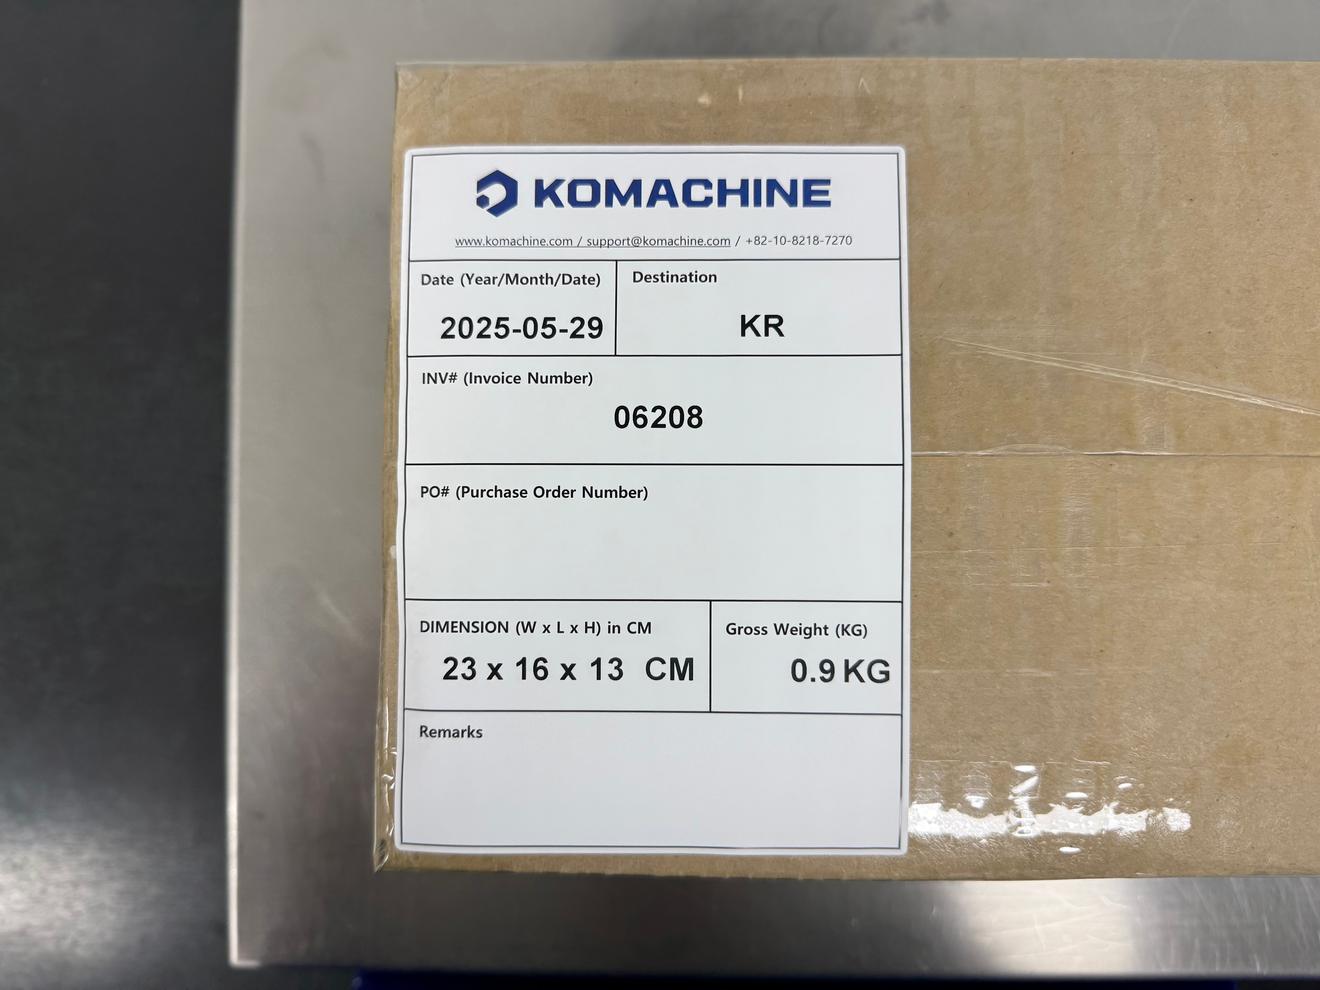 KOMACHINE
www.komachine.com / support@komachine.com / +82-10-8218-7270
Date (Year/Month/Date)
2025-05-29
Destination
KR
INV# (Invoice Number)
06208
PO# (Purchase Order Number)
DIMENSION (W x L x H) in CM
23 x 16 x 13 CM
Gross Weight (KG)
0.9 KG
Remarks